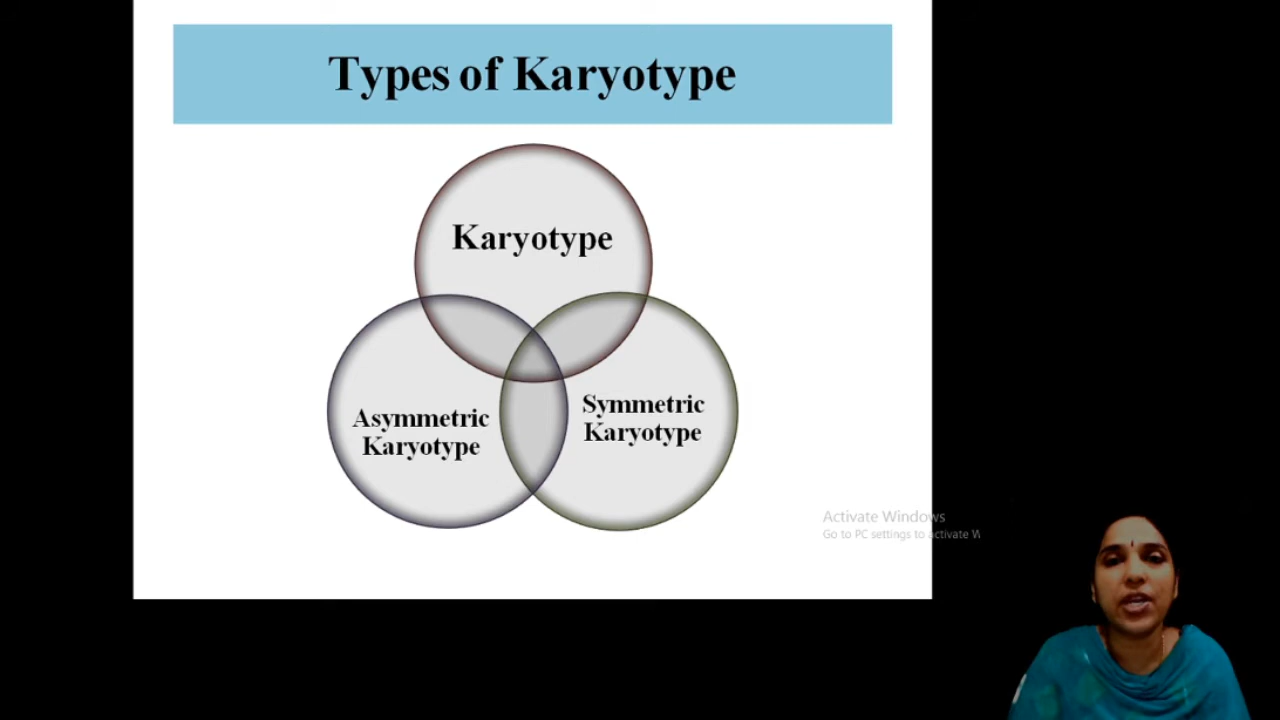 Types of Karyotype
Karyotype
Asymmetric
Karyotype
Symmetric
Karyotype
Activate Windows
Go to PC settings to activate W